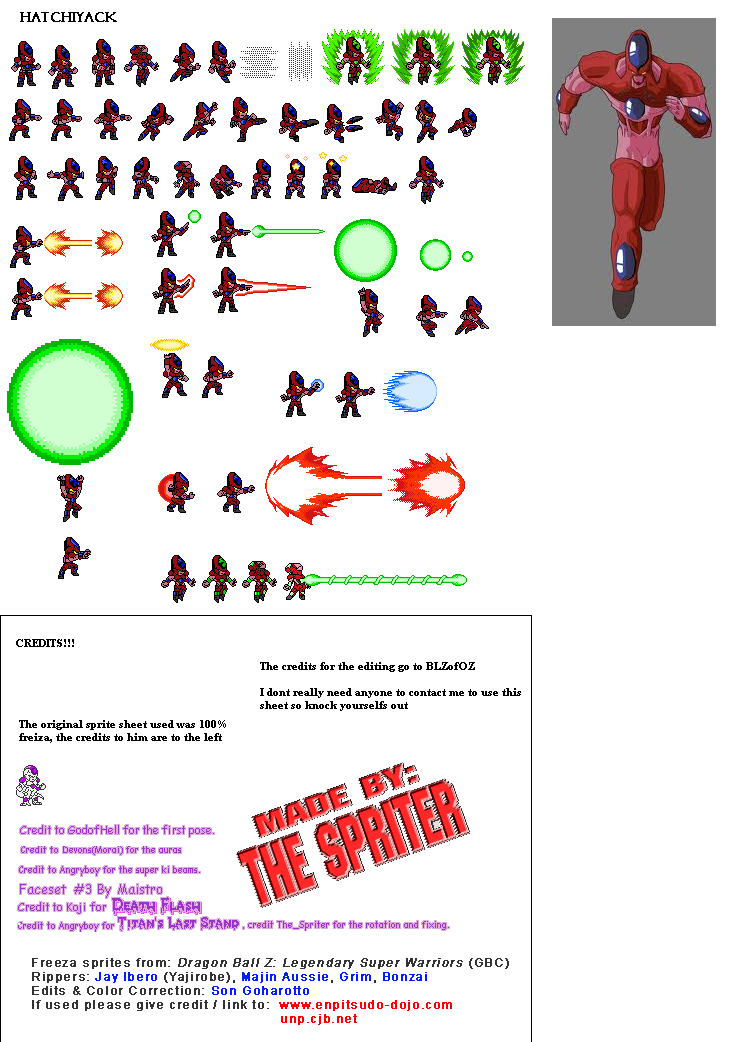 HATCHIYACK
CREDITS!!!
The credits for the editing go to BLZofOZ
I dont really need anyone to contact me to use this
sheet so knock yourselfs out
The original sprite sheet used was 100%
freiza, the credits to him are to the left
MADE BY:
THE SPRITER
Credit to GodofHell for the first pose.
Credit to Devons(Morai) for the auras
Credit to Angryboy for the super ki beams.
Faceset #3 By Maistro
Credit to Koji for DEATH FLASH
Credit to Angryboy for TITAN'S LAST STAND, credit The_Spriter for the rotation and fixing.
Freeza sprites from: Dragon Ball Z: Legendary Super Warriors (GBC)
Rippers: Jay Ibero (Yajirobe), Majin Aussie, Grim, Bonzai
Edits & Color Correction: Son Goharotto
If used please give credit / link to: www.enpitsudo-dojo.com
unp.cjb.net